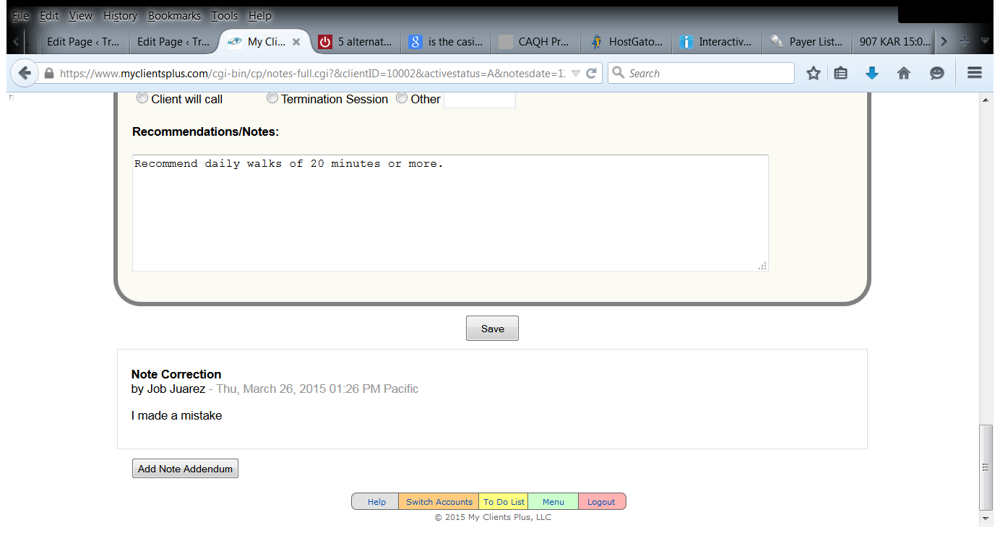 File Edit View History Bookmarks Tools Help
Edit Page ‹ Tr... Edit Page ‹ Tr... My Cli... 5 alternat... is the casi... CAQH Pr... HostGato... Interactiv... Payer List... 907 KAR 15:0...
https://www.myclientsplus.com/cgi-bin/cp/notes-full.cgi?&clientID=10002&activestatus=A&notesdate=1 Search
Client will call Termination Session Other
Recommendations/Notes:
Recommend daily walks of 20 minutes or more.
Save
Note Correction
by Job Juarez - Thu, March 26, 2015 01:26 PM Pacific
I made a mistake
Add Note Addendum
Help Switch Accounts To Do List Menu Logout
© 2015 My Clients Plus, LLC